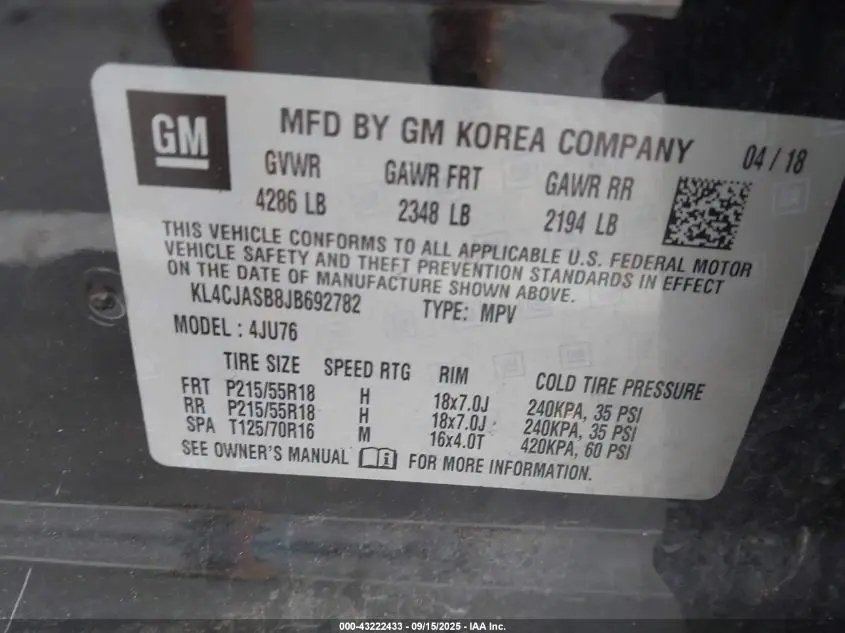 GM
MFD BY GM KOREA COMPANY 04 / 18
GVWR GAWR FRT GAWR RR
4286 LB 2348 LB 2194 LB
THIS VEHICLE CONFORMS TO ALL APPLICABLE U.S. FEDERAL MOTOR
VEHICLE SAFETY AND THEFT PREVENTION STANDARDS IN EFFECT
ON THE DATE OF MANUFACTURE SHOWN ABOVE.
KL4CJASB8JB692782 TYPE: MPV
MODEL : 4JU76
TIRE SIZE SPEED RTG RIM COLD TIRE PRESSURE
FRT P215/55R18 H 18x7.0J 240KPA, 35 PSI
RR P215/55R18 H 18x7.0J 240KPA, 35 PSI
SPA T125/70R16 M 16x4.0T 420KPA, 60 PSI
SEE OWNER'S MANUAL FOR MORE INFORMATION.
000-43222433 - 09/15/2025 - IAA Inc.